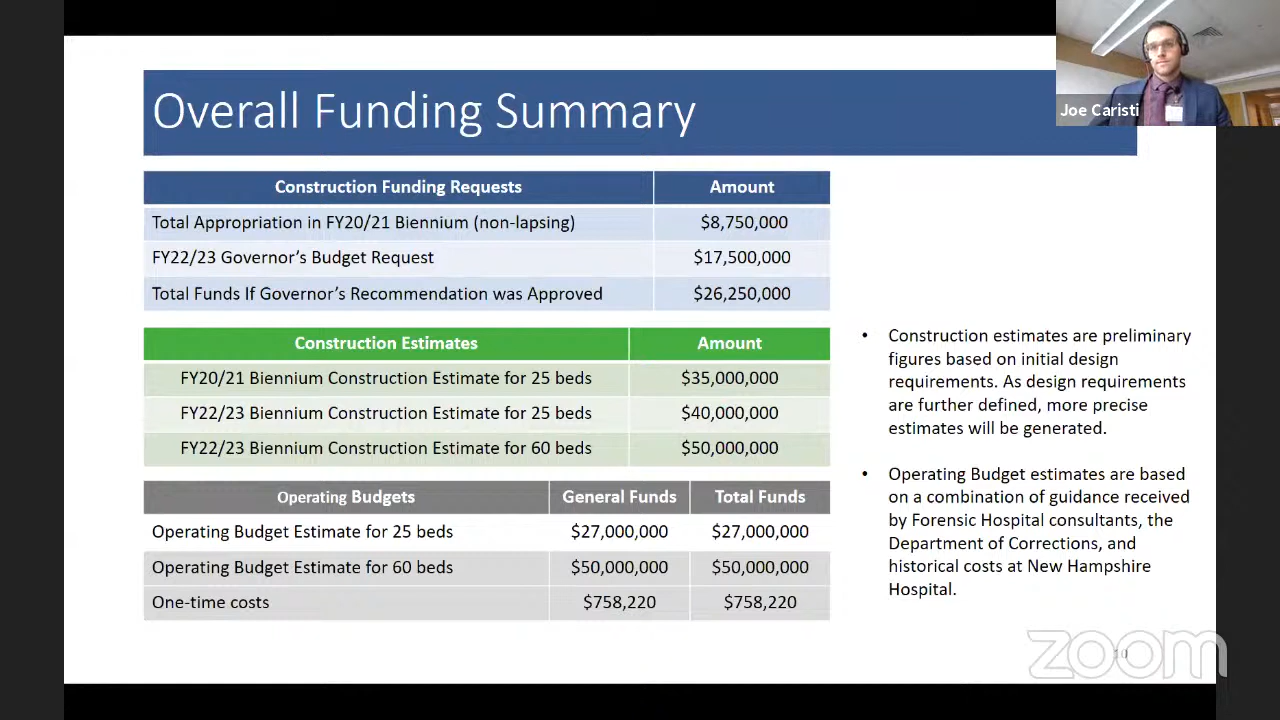 Overall Funding Summary
Joe Caristi
Construction Funding Requests Amount
Total Appropriation in FY20/21 Biennium (non-lapsing) $8,750,000
FY22/23 Governor's Budget Request $17,500,000
Total Funds If Governor's Recommendation was Approved $26,250,000
Construction Estimates Amount
FY20/21 Biennium Construction Estimate for 25 beds $35,000,000
FY22/23 Biennium Construction Estimate for 25 beds $40,000,000
FY22/23 Biennium Construction Estimate for 60 beds $50,000,000
Operating Budgets General Funds Total Funds
Operating Budget Estimate for 25 beds $27,000,000 $27,000,000
Operating Budget Estimate for 60 beds $50,000,000 $50,000,000
One-time costs $758,220 $758,220
• Construction estimates are preliminary
figures based on initial design
requirements. As design requirements
are further defined, more precise
estimates will be generated.
• Operating Budget estimates are based
on a combination of guidance received
by Forensic Hospital consultants, the
Department of Corrections, and
historical costs at New Hampshire
Hospital.
zoom
10